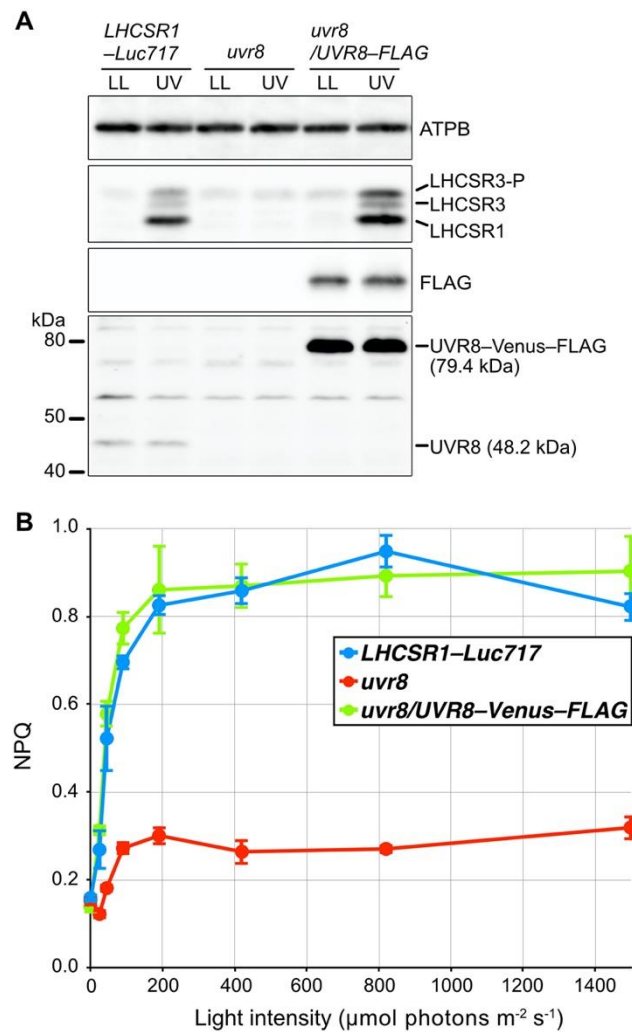 A
LHCSR1
–Luc717
uvr8
uvr8
/UVR8–FLAG
LL UV LL UV LL UV
ATPB
LHCSR3-P
LHCSR3
LHCSR1
FLAG
kDa
80
UVR8–Venus–FLAG
(79.4 kDa)
50
UVR8 (48.2 kDa)
40
B
1.0
0.8
0.6
0.4
0.2
0.0
NPQ
LHCSR1–Luc717
uvr8
uvr8/UVR8–Venus–FLAG
0 200 400 600 800 1000 1200 1400
Light intensity (μmol photons m⁻² s⁻¹)